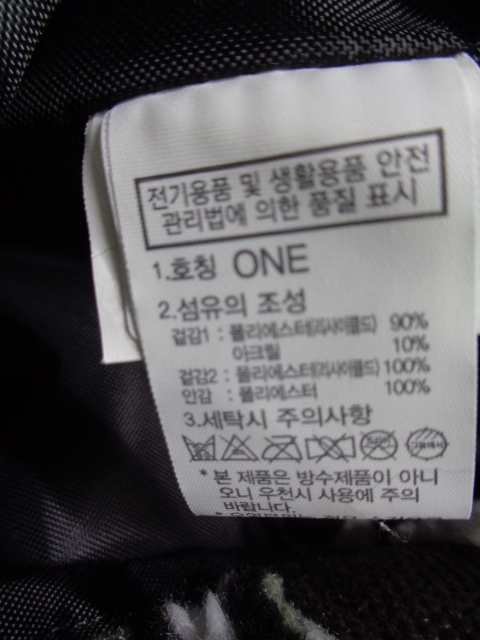 전기용품 및 생활용품 안전
관리법에 의한 품질 표시
1.호칭 ONE
2.섬유의 조성
겉감1 : 폴리에스터(리사이클드) 90%
아크릴 10%
겉감2 : 폴리에스터(리사이클드) 100%
안감 : 폴리에스터 100%
3.세탁시 주의사항
* 본 제품은 방수제품이 아니
오니 우천시 사용에 주의
바랍니다.